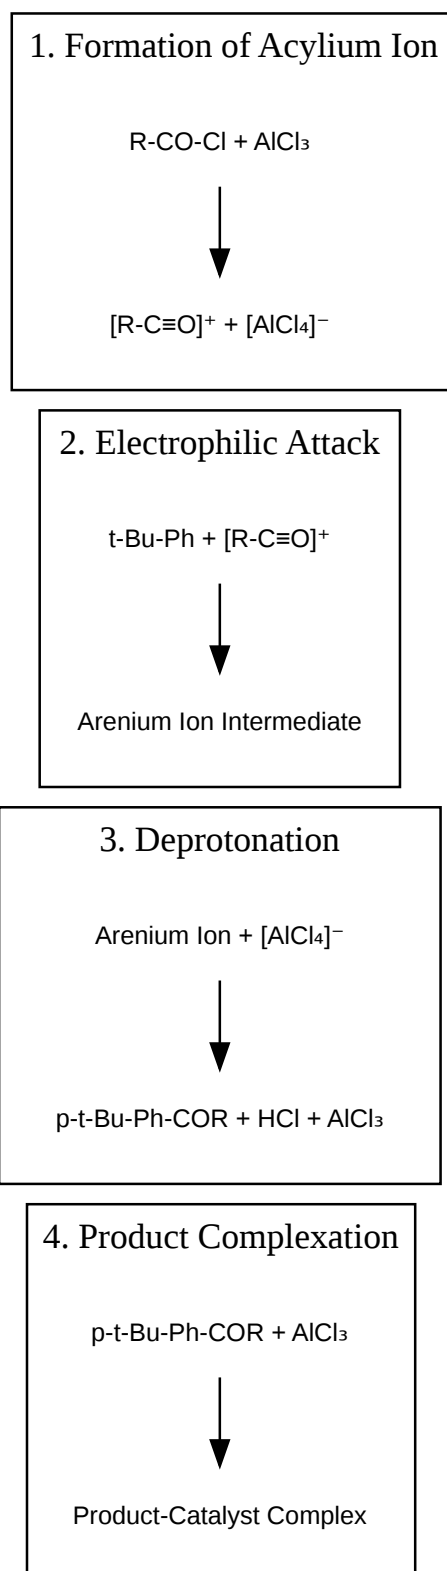 1. Formation of Acylium Ion
R-CO-Cl + AlCl₃
[R-C≡O]⁺ + [AlCl₄]⁻
2. Electrophilic Attack
t-Bu-Ph + [R-C≡O]⁺
Arenium Ion Intermediate
3. Deprotonation
Arenium Ion + [AlCl₄]⁻
p-t-Bu-Ph-COR + HCl + AlCl₃
4. Product Complexation
p-t-Bu-Ph-COR + AlCl₃
Product-Catalyst Complex